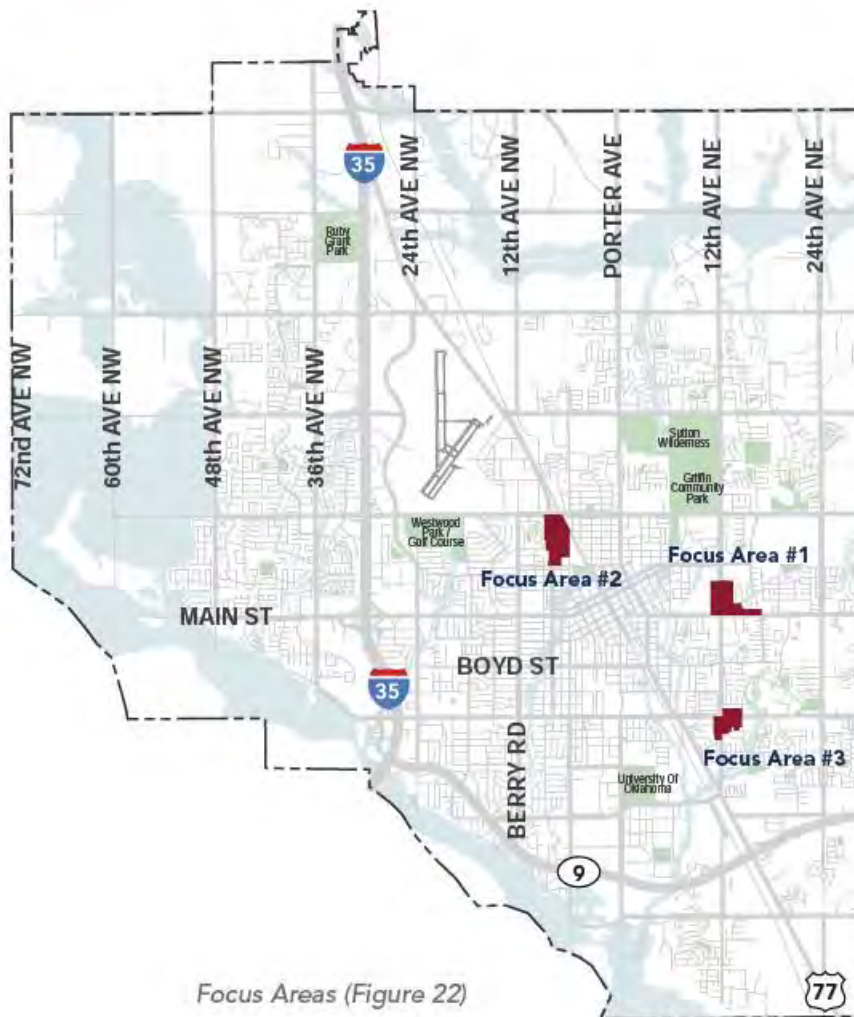 35
24th AVE NW
12th AVE NW
PORTER AVE
12th AVE NE
24th AVE NE
Ruby
Grant
Park
72nd AVE NW
60th AVE NW
48th AVE NW
36th AVE NW
Sutton
Wilderness
Griffin
Community
Park
Westwood
Park /
Golf Course
Focus Area #1
Focus Area #2
MAIN ST
BOYD ST
35
BERRY RD
Focus Area #3
University Of
Oklahoma
9
77
Focus Areas (Figure 22)